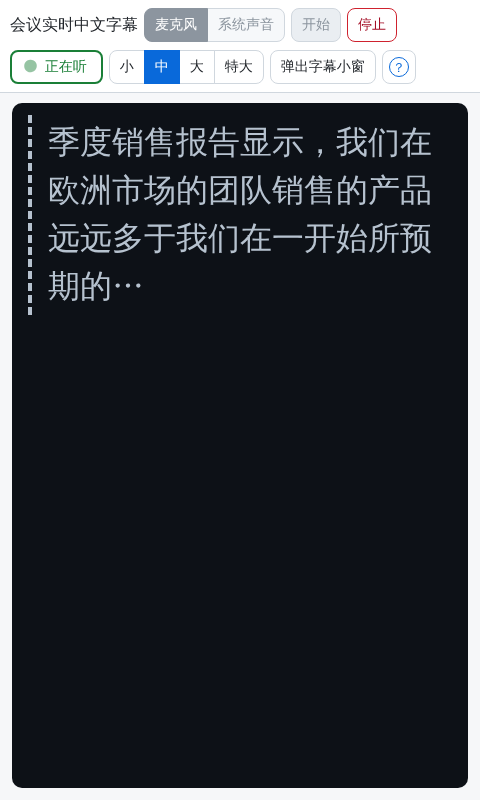 会议实时中文字幕 麦克风 系统声音 开始 停止
正在听 小 中 大 特大 弹出字幕小窗 ?
季度销售报告显示，我们在
欧洲市场的团队销售的产品
远远多于我们在一开始所预
期的…